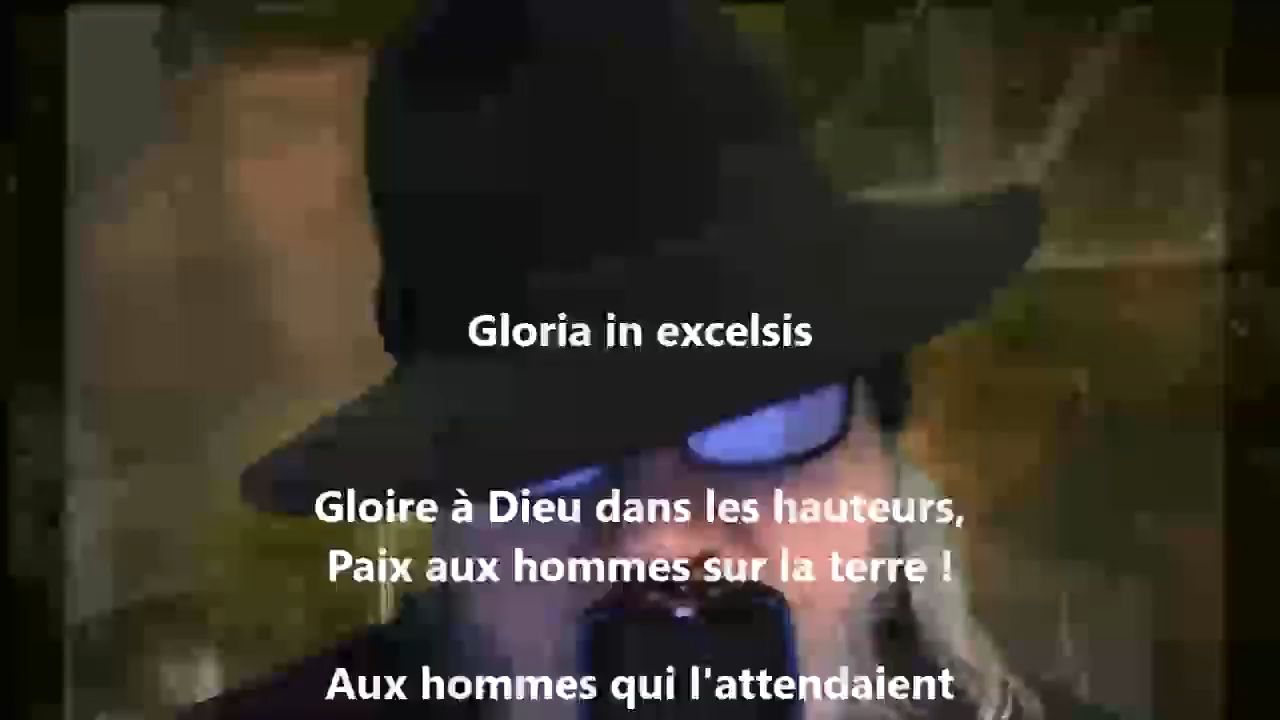 Gloria in excelsis
Gloire à Dieu dans les hauteurs,
Paix aux hommes sur la terre !
Aux hommes qui l'attendaient